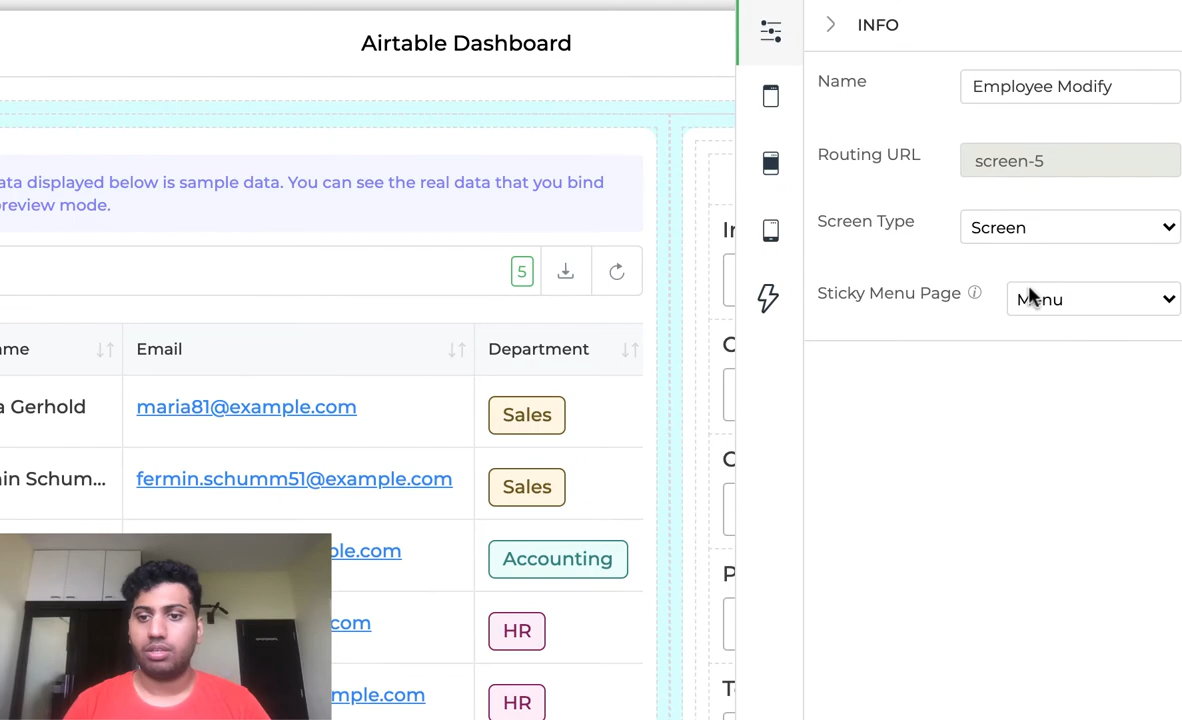 Airtable Dashboard
ata displayed below is sample data. You can see the real data that you bind
preview mode.
5
ame
Email
Department
a Gerhold
maria81@example.com
Sales
in Schum...
fermin.schumm51@example.com
Sales
ple.com
Accounting
.com
HR
mple.com
HR
In
C
C
P
T
INFO
Name
Employee Modify
Routing URL
screen-5
Screen Type
Screen
Sticky Menu Page
Menu